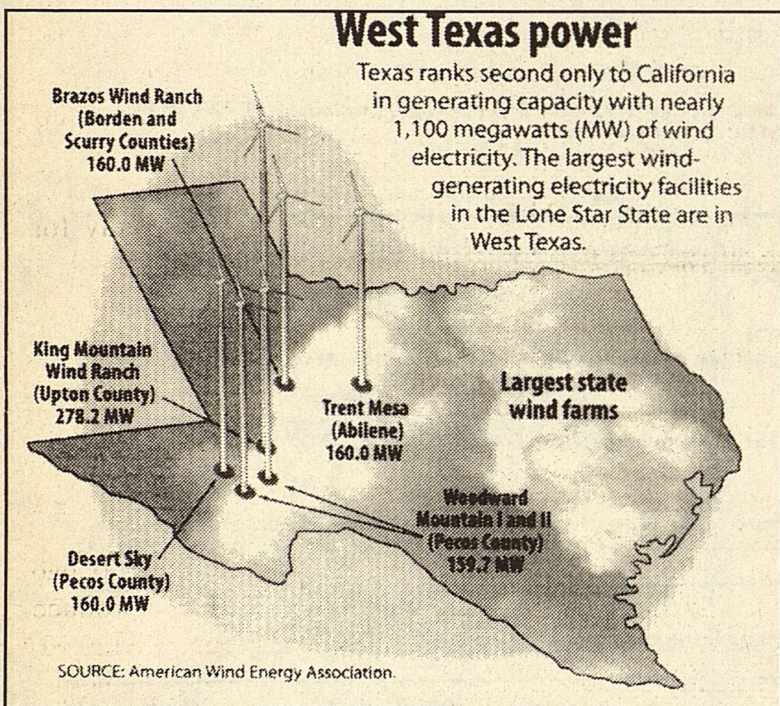 West Texas power
Texas ranks second only to California
in generating capacity with nearly
1,100 megawatts (MW) of wind
electricity. The largest wind-
generating electricity facilities
in the Lone Star State are in
West Texas.
Brazos Wind Ranch
(Borden and
Scurry Counties)
160.0 MW
King Mountain
Wind Ranch
(Upton County)
278.2 MW
Trent Mesa
(Abilene)
160.0 MW
Largest state
wind farms
Woodward
Mountain I and II
(Pecos County)
159.7 MW
Desert Sky
(Pecos County)
160.0 MW
SOURCE: American Wind Energy Association.